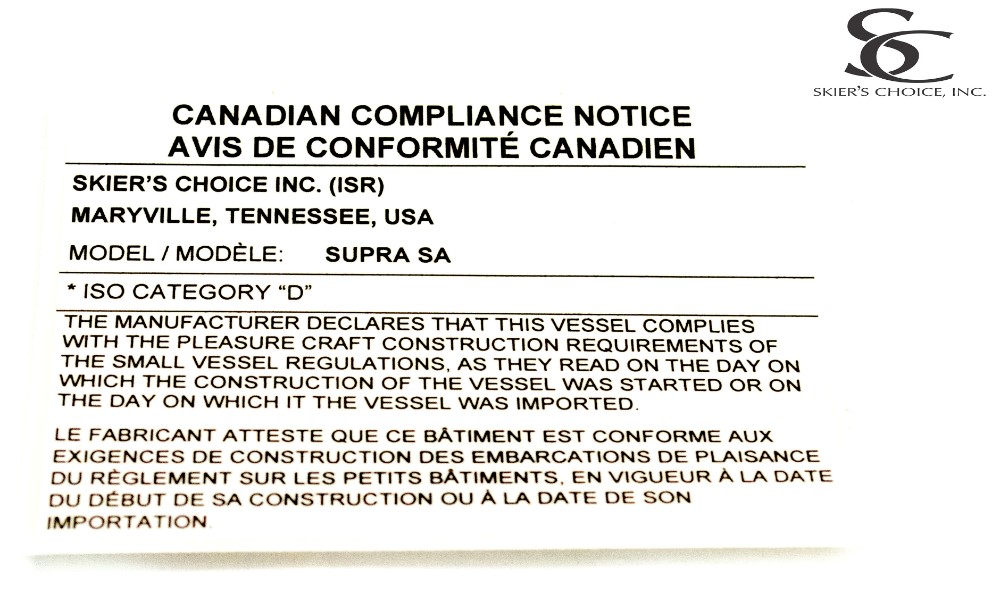 SC
SKIER'S CHOICE, INC.
CANADIAN COMPLIANCE NOTICE
AVIS DE CONFORMITÉ CANADIEN
SKIER'S CHOICE INC. (ISR)
MARYVILLE, TENNESSEE, USA
MODEL / MODÈLE: SUPRA SA
* ISO CATEGORY “D”
THE MANUFACTURER DECLARES THAT THIS VESSEL COMPLIES
WITH THE PLEASURE CRAFT CONSTRUCTION REQUIREMENTS OF
THE SMALL VESSEL REGULATIONS, AS THEY READ ON THE DAY ON
WHICH THE CONSTRUCTION OF THE VESSEL WAS STARTED OR ON
THE DAY ON WHICH IT THE VESSEL WAS IMPORTED.
LE FABRICANT ATTESTE QUE CE BÂTIMENT EST CONFORME AUX
EXIGENCES DE CONSTRUCTION DES EMBARCATIONS DE PLAISANCE
DU RÈGLEMENT SUR LES PETITS BÂTIMENTS, EN VIGUEUR À LA DATE
DU DÉBUT DE SA CONSTRUCTION OU À LA DATE DE SON
IMPORTATION.